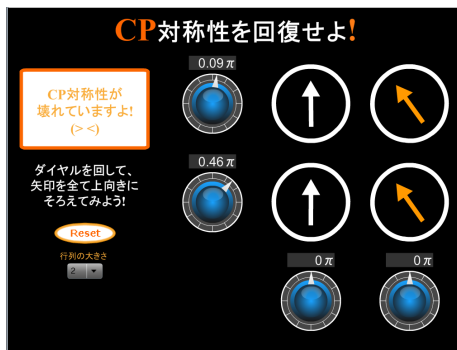 CP対称性を回復せよ!
0.09 π
CP対称性が
壊れていますよ!
(> <)
0.46 π
ダイヤルを回して、
矢印を全て上向きに
そろえてみよう!
Reset
行列の大きさ
2
0 π
0 π